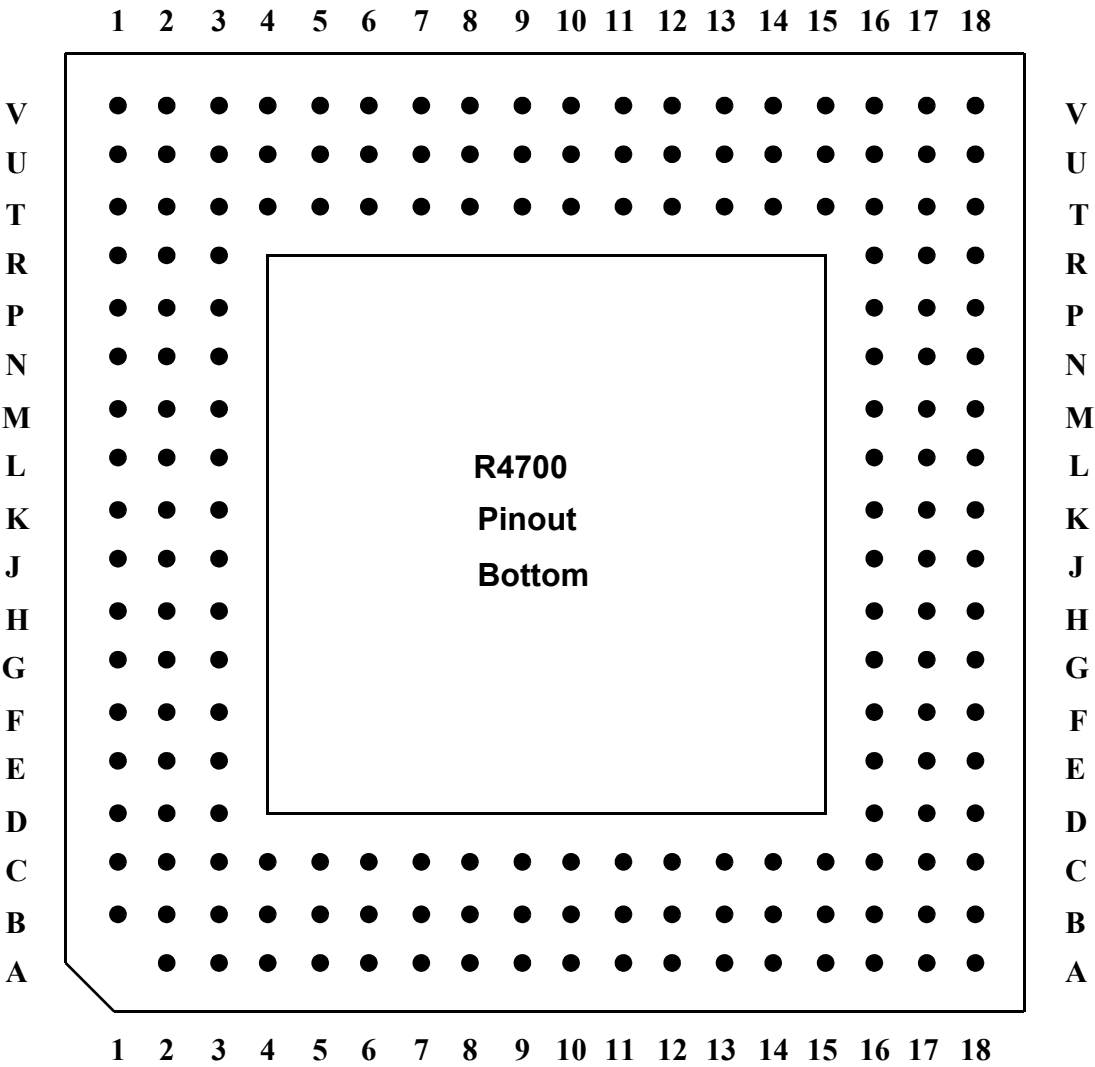 1 2 3 4 5 6 7 8 9 10 11 12 13 14 15 16 17 18
V V
U U
T T
R R
P P
N N
M M
L L
K K
J J
H H
G G
F F
E E
D D
C C
B B
A A
R4700
Pinout
Bottom
1 2 3 4 5 6 7 8 9 10 11 12 13 14 15 16 17 18